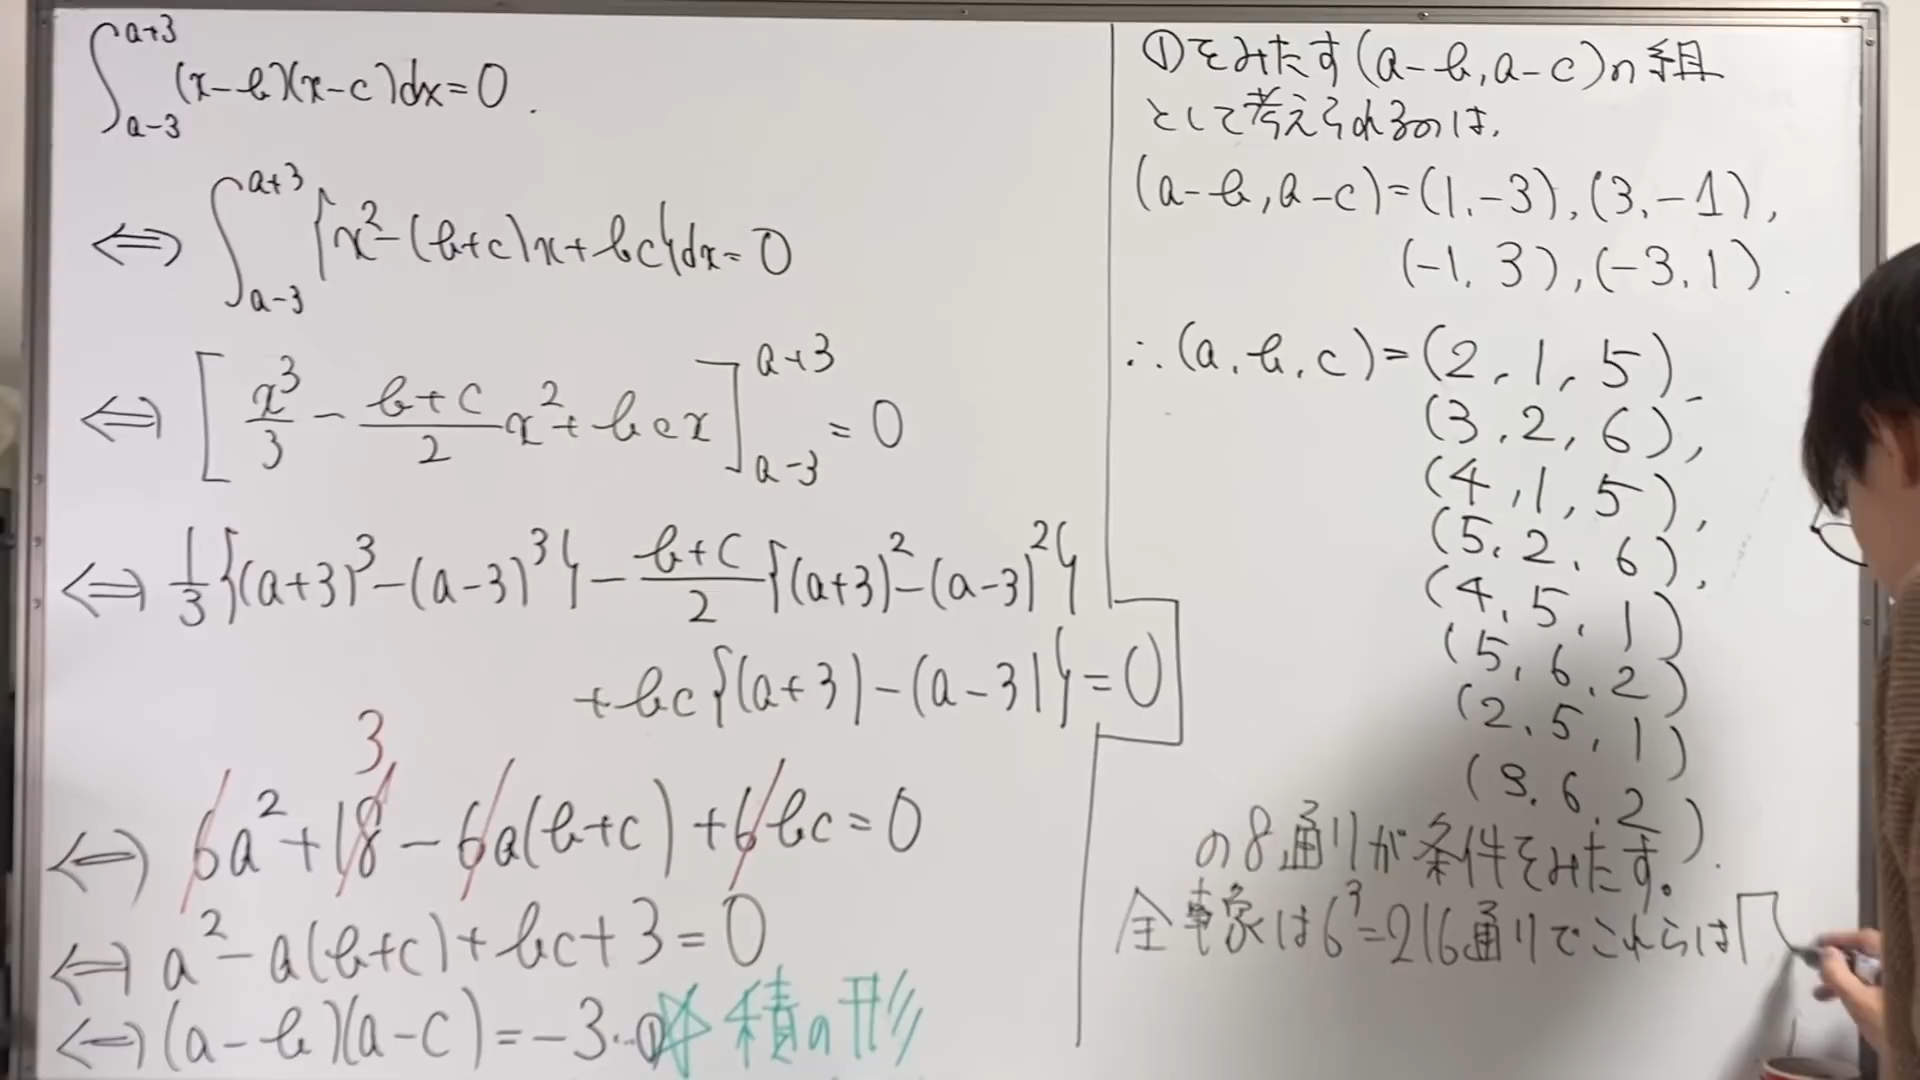 ∫_{a-3}^{a+3} (x-b)(x-c)dx=0.
⇔ ∫_{a-3}^{a+3} {x²-(b+c)x+bc}dx=0
⇔ [x³/3 - (b+c)/2 x²+bcx]_{a-3}^{a+3} =0
⇔ 1/3{(a+3)³-(a-3)³}-(b+c)/2{(a+3)²-(a-3)²}
+bc{(a+3)-(a-3)}=0
3
⇔ 6a²+18-6a(b+c)+6bc=0
⇔ a²-a(b+c)+bc+3=0
⇔ (a-b)(a-c)=-3…① ☆積の形
①をみたす(a-b,a-c)の組
として考えられるのは,
(a-b,a-c)=(1,-3),(3,-1),
(-1,3),(-3,1).
∴(a,b,c)=(2,1,5),
(3,2,6),
(4,1,5),
(5,2,6),
(4,5,1)
(5,6,2)
(2,5,1)
(3,6,2).
の8通りが条件をみたす。
全事象は6³=216通りでこれらは